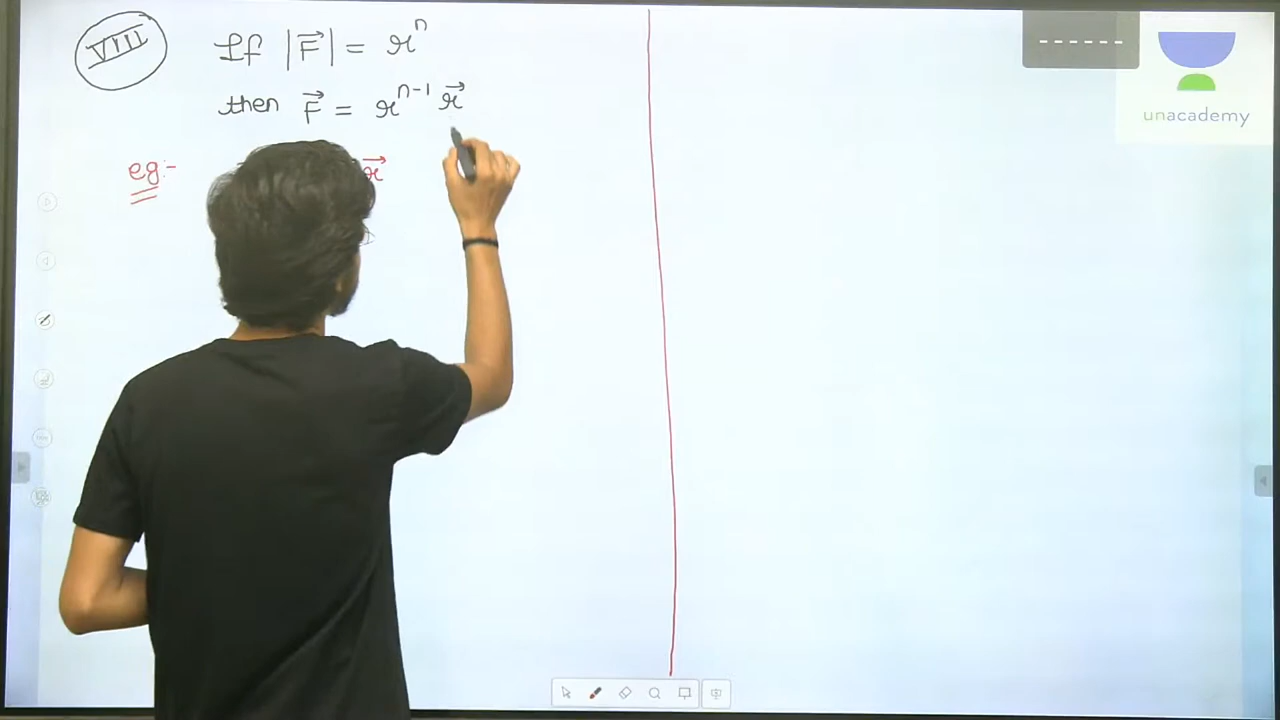 VIII If |F⃗| = r^n
then F⃗ = r^(n-1) r⃗
eg:- r⃗
------
unacademy